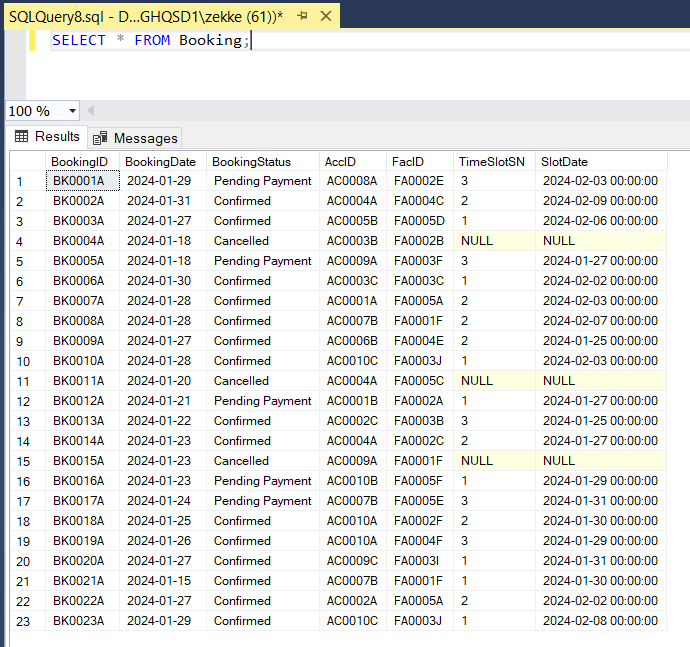 SQLQuery8.sql - D...GHQSD1\zekke (61))*
SELECT * FROM Booking;
100 %
Results Messages
BookingID BookingDate BookingStatus AccID FacID TimeSlotSN SlotDate
1 BK0001A 2024-01-29 Pending Payment AC0008A FA0002E 3 2024-02-03 00:00:00
2 BK0002A 2024-01-31 Confirmed AC0004A FA0004C 2 2024-02-09 00:00:00
3 BK0003A 2024-01-27 Confirmed AC0005B FA0005D 1 2024-02-06 00:00:00
4 BK0004A 2024-01-18 Cancelled AC0003B FA0002B NULL NULL
5 BK0005A 2024-01-18 Pending Payment AC0009A FA0003F 3 2024-01-27 00:00:00
6 BK0006A 2024-01-30 Confirmed AC0003C FA0003C 1 2024-02-02 00:00:00
7 BK0007A 2024-01-28 Confirmed AC0001A FA0005A 2 2024-02-03 00:00:00
8 BK0008A 2024-01-28 Confirmed AC0007B FA0001F 2 2024-02-07 00:00:00
9 BK0009A 2024-01-27 Confirmed AC0006B FA0004E 2 2024-01-25 00:00:00
10 BK0010A 2024-01-28 Confirmed AC0010C FA0003J 1 2024-02-03 00:00:00
11 BK0011A 2024-01-20 Cancelled AC0004A FA0005C NULL NULL
12 BK0012A 2024-01-21 Pending Payment AC0001B FA0002A 1 2024-01-27 00:00:00
13 BK0013A 2024-01-22 Confirmed AC0002C FA0003B 3 2024-01-25 00:00:00
14 BK0014A 2024-01-23 Confirmed AC0004A FA0002C 2 2024-01-27 00:00:00
15 BK0015A 2024-01-23 Cancelled AC0009A FA0001F NULL NULL
16 BK0016A 2024-01-23 Pending Payment AC0010B FA0005F 1 2024-01-29 00:00:00
17 BK0017A 2024-01-24 Pending Payment AC0007B FA0005E 3 2024-01-31 00:00:00
18 BK0018A 2024-01-25 Confirmed AC0010A FA0002F 2 2024-01-30 00:00:00
19 BK0019A 2024-01-26 Confirmed AC0010A FA0004F 3 2024-01-29 00:00:00
20 BK0020A 2024-01-27 Confirmed AC0009C FA0003I 1 2024-01-31 00:00:00
21 BK0021A 2024-01-15 Confirmed AC0007B FA0001F 1 2024-01-30 00:00:00
22 BK0022A 2024-01-27 Confirmed AC0002A FA0005A 2 2024-02-02 00:00:00
23 BK0023A 2024-01-29 Confirmed AC0010C FA0003J 1 2024-02-08 00:00:00